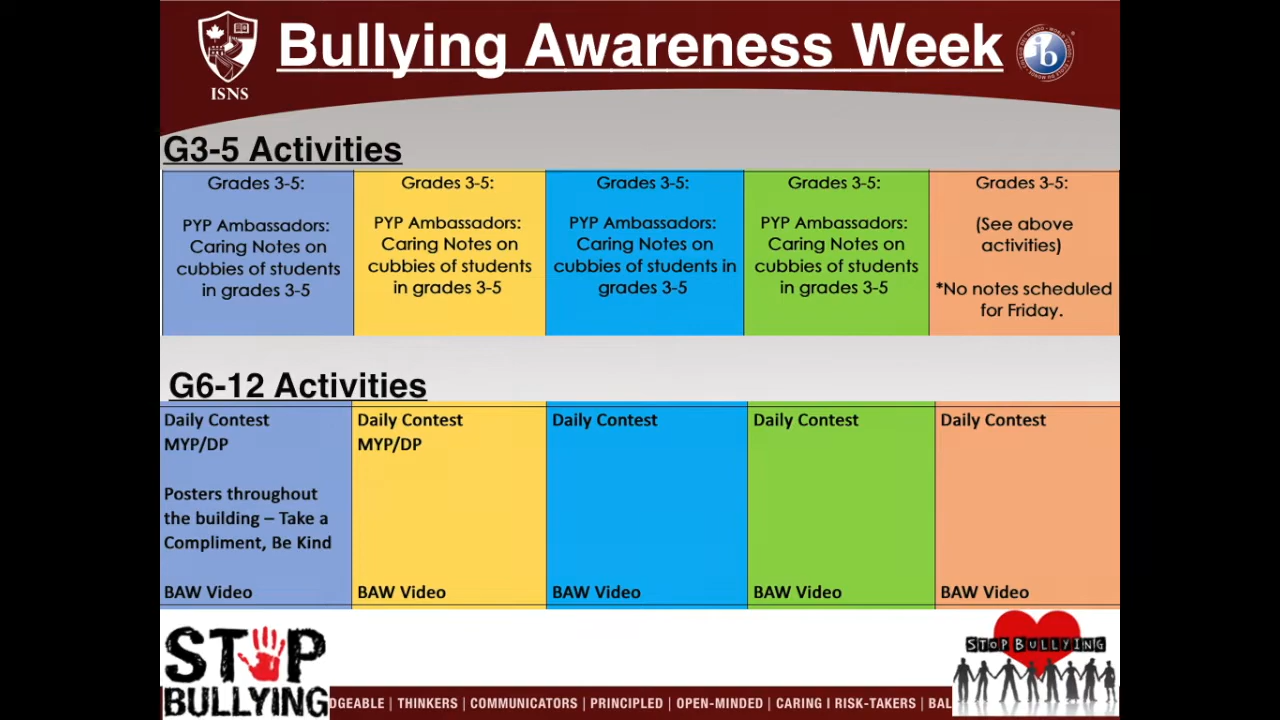 Bullying Awareness Week
ISNS
G3-5 Activities
Grades 3-5:
PYP Ambassadors:
Caring Notes on
cubbies of students
in grades 3-5
Grades 3-5:
PYP Ambassadors:
Caring Notes on
cubbies of students
in grades 3-5
Grades 3-5:
PYP Ambassadors:
Caring Notes on
cubbies of students in
grades 3-5
Grades 3-5:
PYP Ambassadors:
Caring Notes on
cubbies of students
in grades 3-5
Grades 3-5:
(See above
activities)
*No notes scheduled
for Friday.
G6-12 Activities
Daily Contest
MYP/DP
Posters throughout
the building – Take a
Compliment, Be Kind
BAW Video
Daily Contest
MYP/DP
BAW Video
Daily Contest
BAW Video
Daily Contest
BAW Video
Daily Contest
BAW Video
STOP
BULLYING
DGEABLE | THINKERS | COMMUNICATORS | PRINCIPLED | OPEN-MINDED | CARING I RISK-TAKERS | BAL
STOP BULLYING